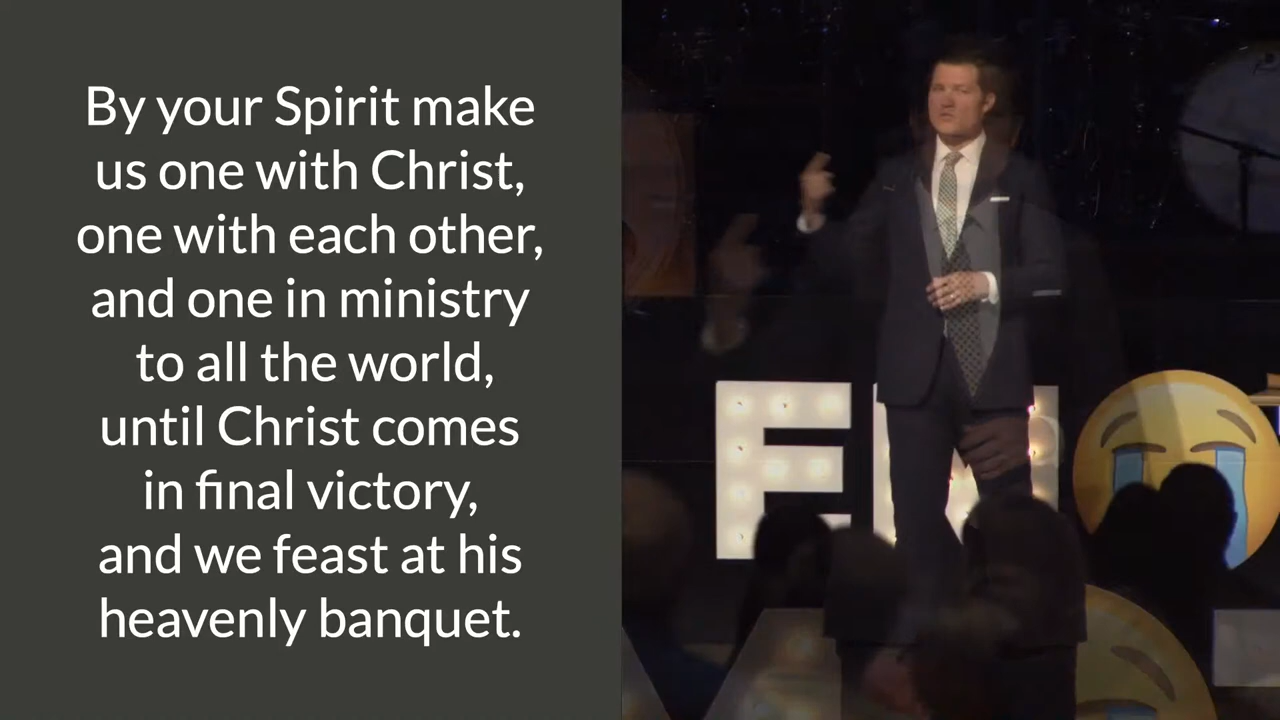 By your Spirit make
us one with Christ,
one with each other,
and one in ministry
to all the world,
until Christ comes
in final victory,
and we feast at his
heavenly banquet.